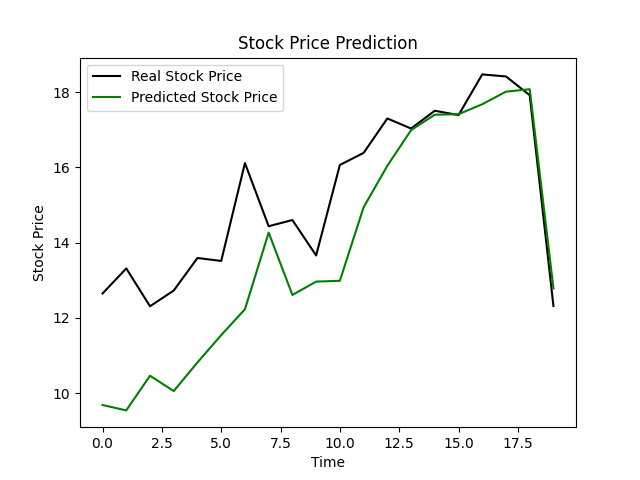 Stock Price Prediction
Real Stock Price
Predicted Stock Price
Stock Price
18
16
14
12
10
0.0 2.5 5.0 7.5 10.0 12.5 15.0 17.5
Time